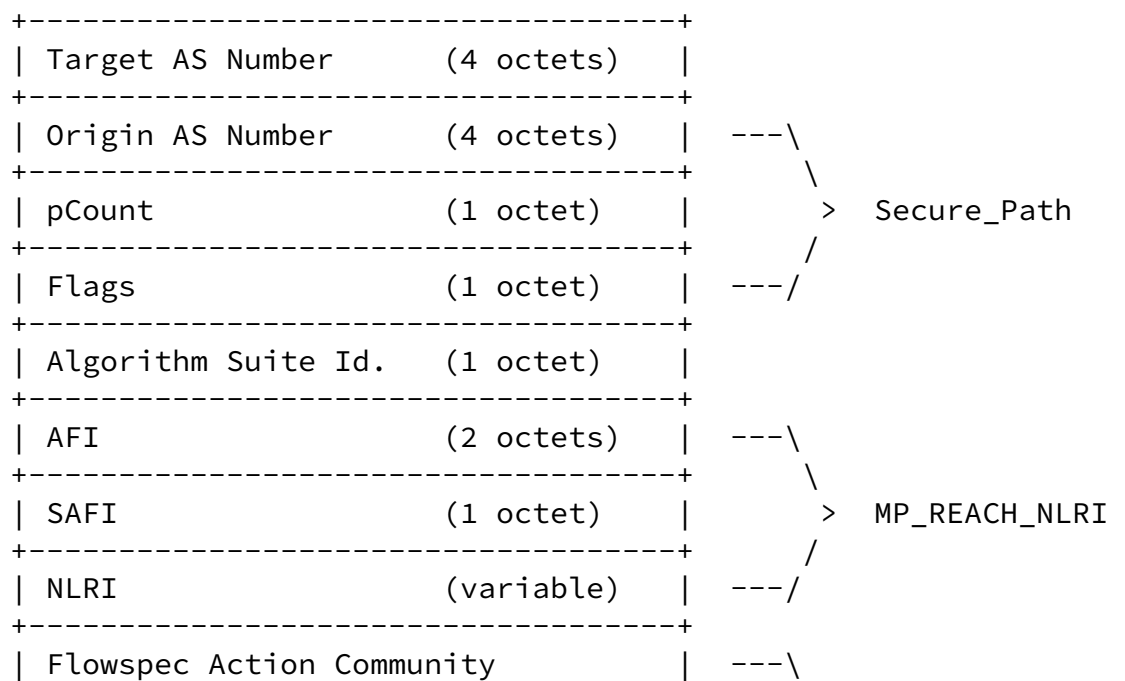 +------------------------------------+
| Target AS Number      (4 octets)   |
+------------------------------------+
| Origin AS Number      (4 octets)   |  ---\
+------------------------------------+      \
| pCount                (1 octet)    |       >  Secure_Path
+------------------------------------+      /
| Flags                 (1 octet)    |  ---/
+------------------------------------+
| Algorithm Suite Id.   (1 octet)    |
+------------------------------------+
| AFI                   (2 octets)   |  ---\
+------------------------------------+      \
| SAFI                  (1 octet)    |       >  MP_REACH_NLRI
+------------------------------------+      /
| NLRI                  (variable)   |  ---/
+------------------------------------+
| Flowspec Action Community          |  ---\